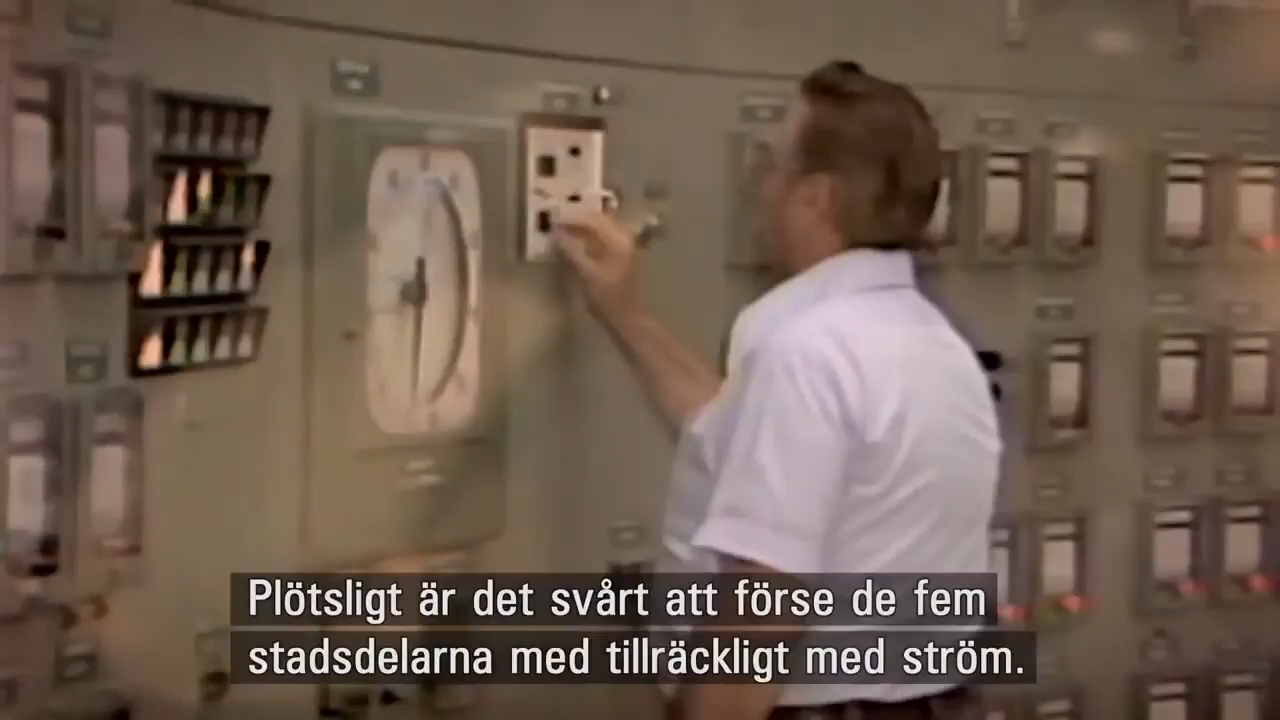 Plötsligt är det svårt att förse de fem
stadsdelarna med tillräckligt med ström.